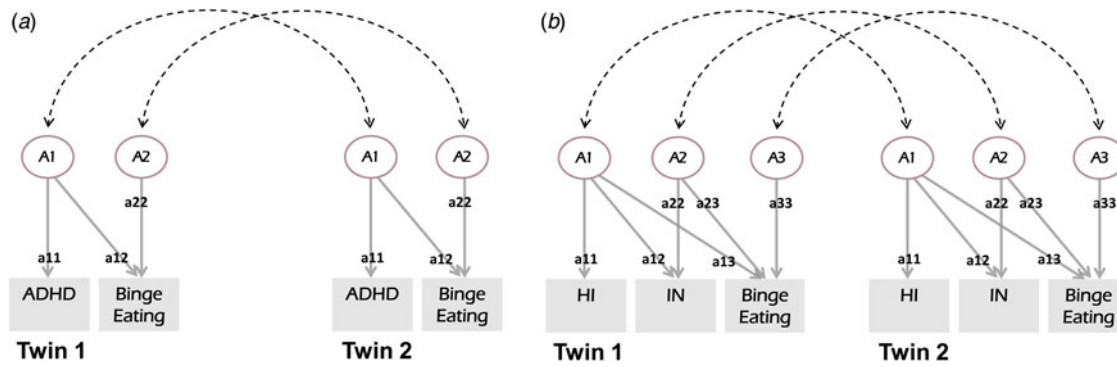 (a)
A1 A2 A1 A2
a22 a22
a11 a12 a11 a12
ADHD Binge Eating ADHD Binge Eating
Twin 1 Twin 2
(b)
A1 A2 A3 A1 A2 A3
a22 a23 a33 a22 a23 a33
a11 a12 a13 a11 a12 a13
HI IN Binge Eating HI IN Binge Eating
Twin 1 Twin 2